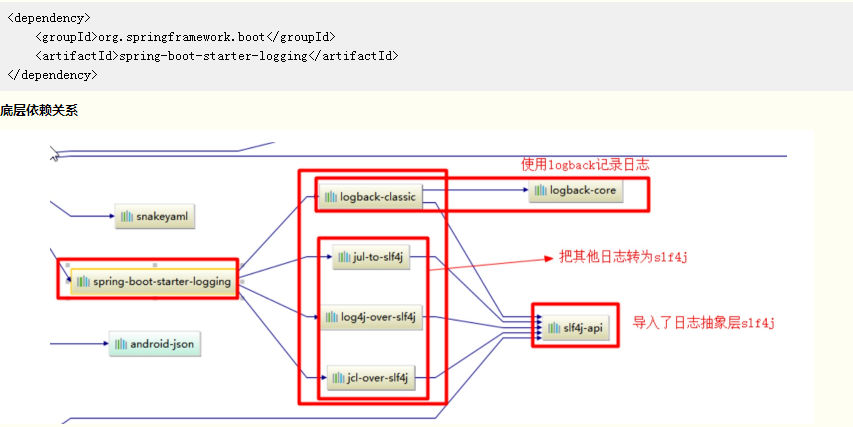 <dependency>
    <groupId>org.springframework.boot</groupId>
    <artifactId>spring-boot-starter-logging</artifactId>
</dependency>
底层依赖关系
使用logback记录日志
logback-classic
logback-core
snakeyaml
jul-to-slf4j
把其他日志转为slf4j
spring-boot-starter-logging
log4j-over-slf4j
slf4j-api
导入了日志抽象层slf4j
android-json
jcl-over-slf4j